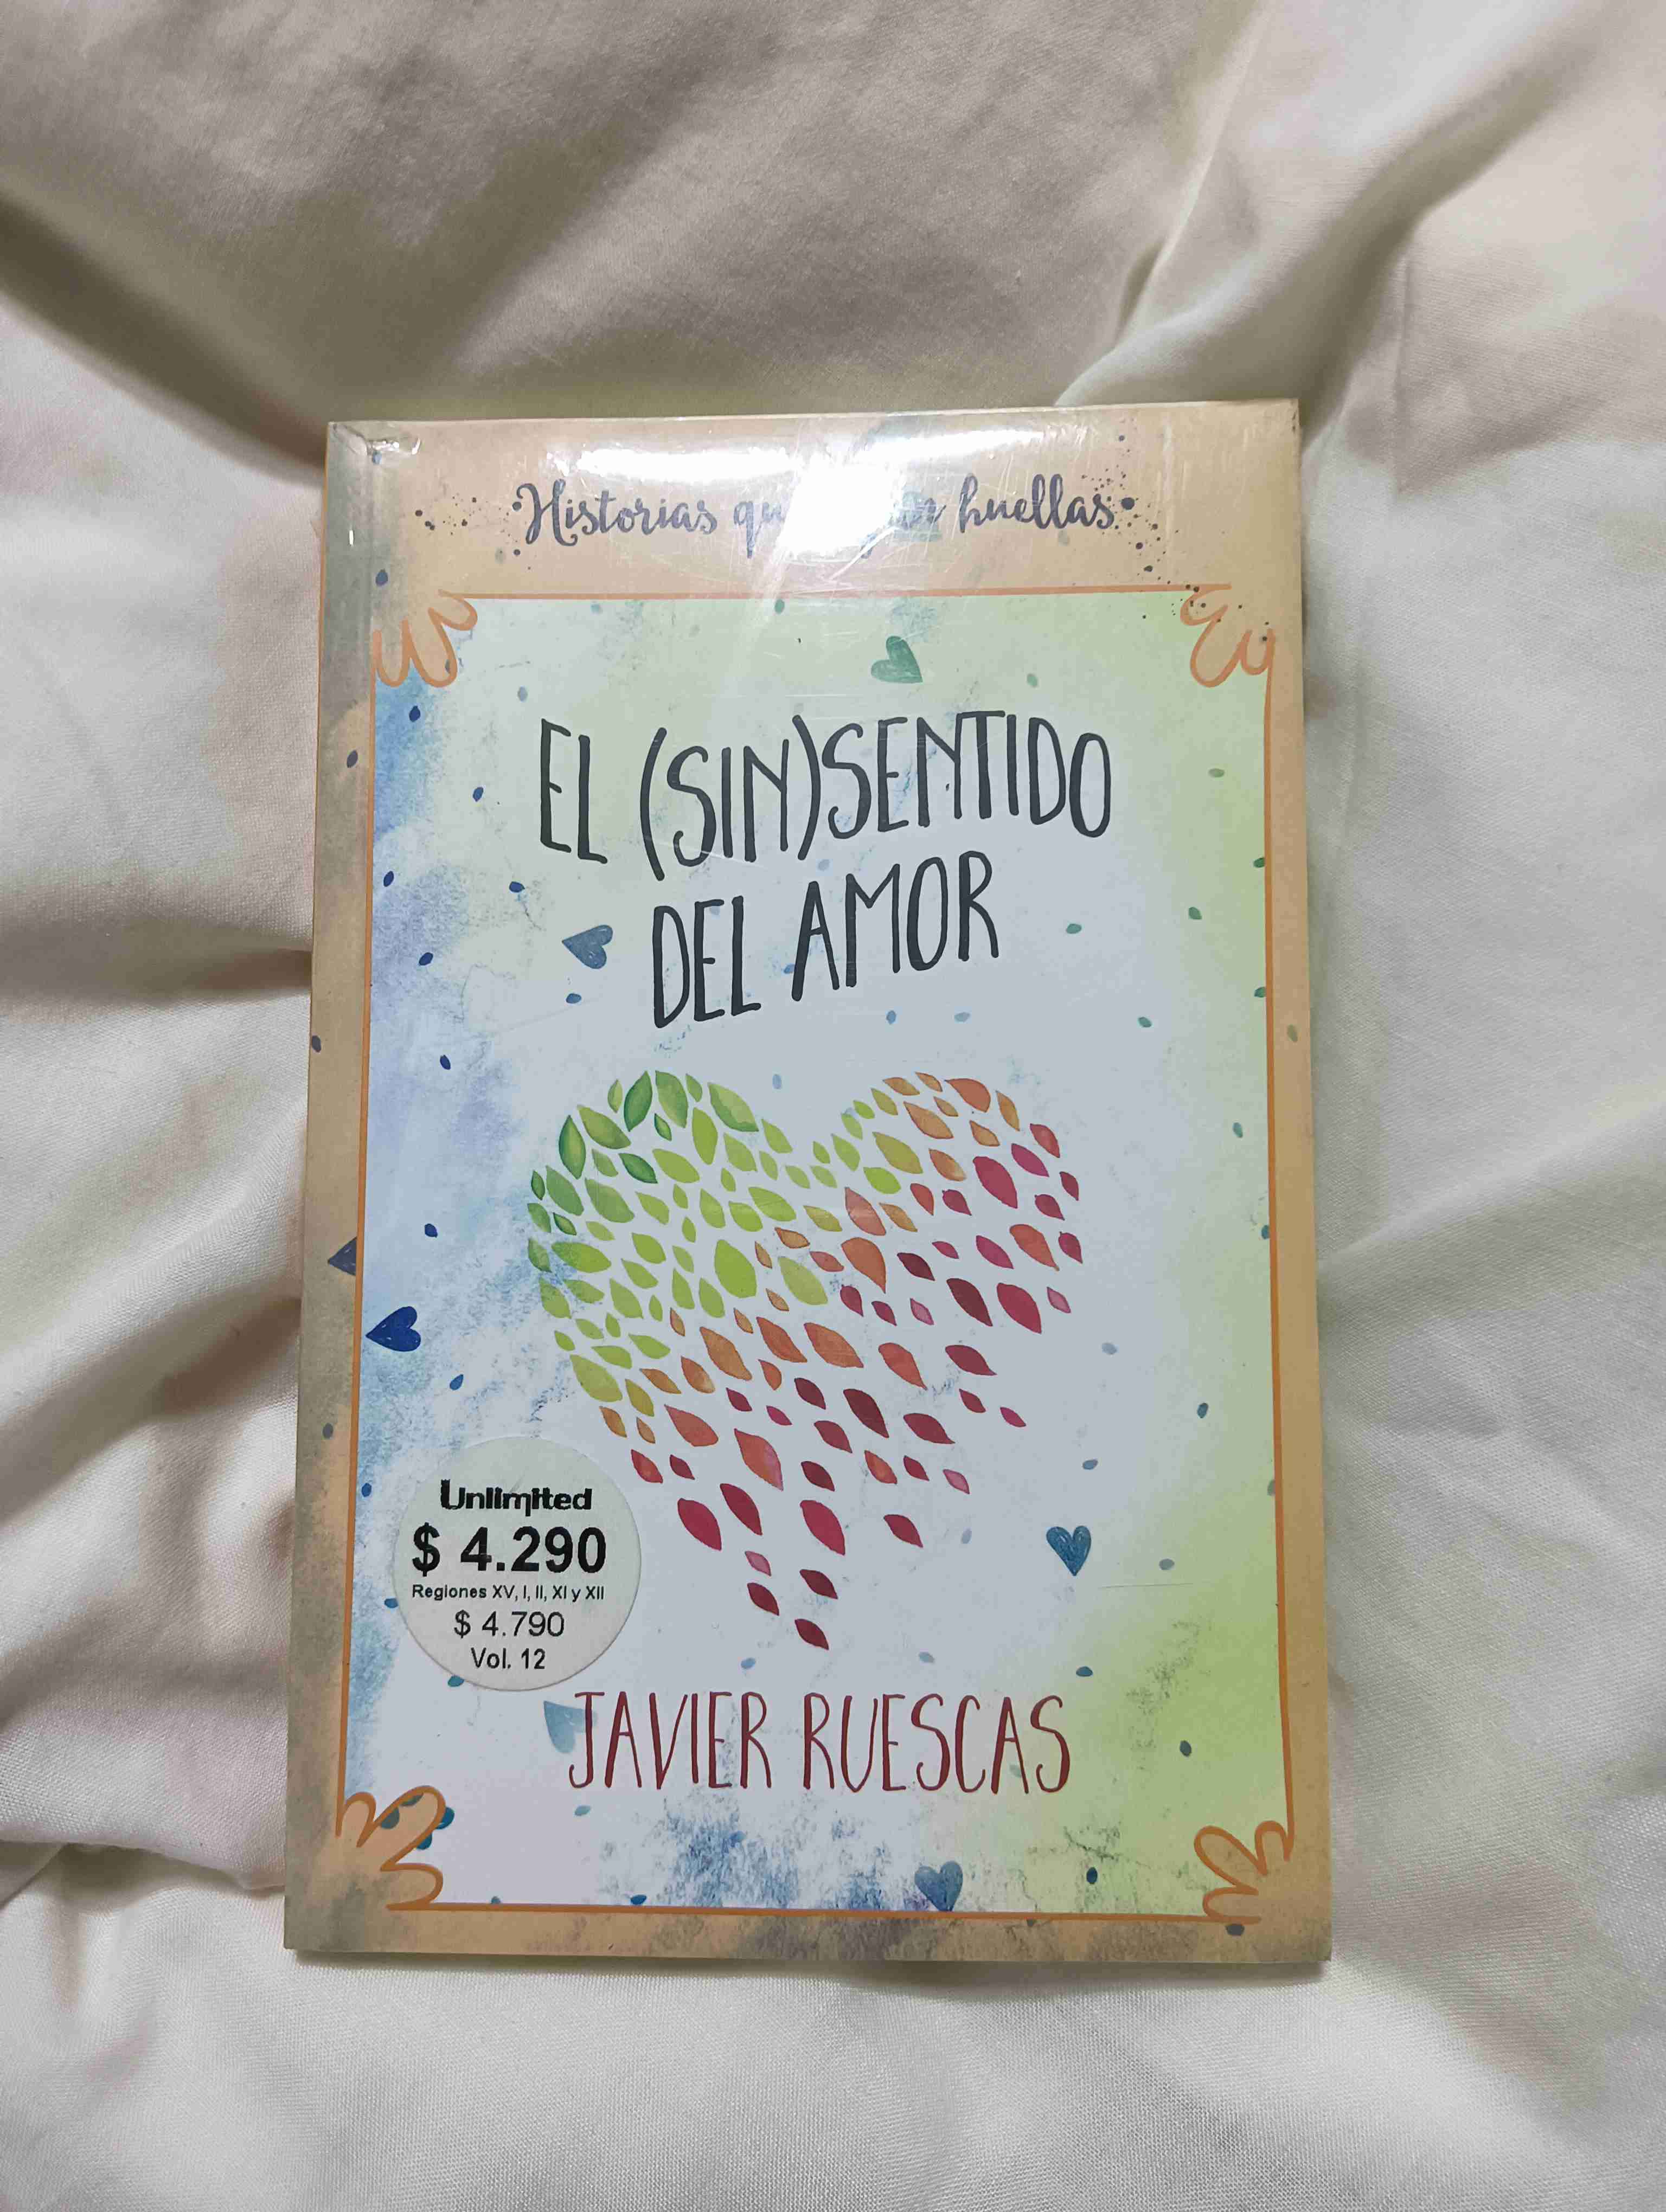 Historias que huellas
EL (SIN)SENTIDO
DEL AMOR
Unlimited
$ 4.290
Regiones XV, I, II, XI y XII
$ 4.790
Vol. 12
JAVIER RUESCAS